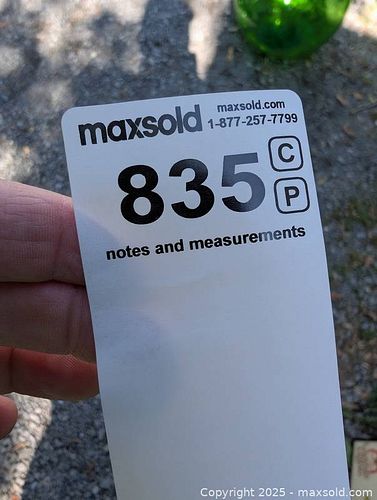 maxsold maxsold.com
1-877-257-7799
835 C
P
notes and measurements
Copyright 2025 - maxsold.com